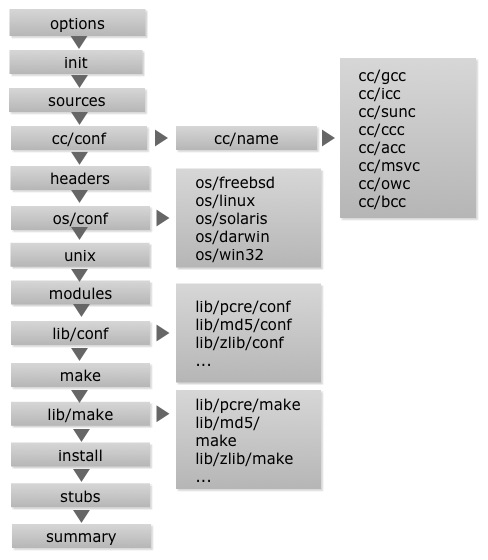 options
init
sources
cc/conf
cc/name
cc/gcc
cc/icc
cc/sunc
cc/ccc
cc/acc
cc/msvc
cc/owc
cc/bcc
headers
os/conf
os/freebsd
os/linux
os/solaris
os/darwin
os/win32
unix
modules
lib/conf
lib/pcre/conf
lib/md5/conf
lib/zlib/conf
...
make
lib/make
lib/pcre/make
lib/md5/
make
lib/zlib/make
...
install
stubs
summary